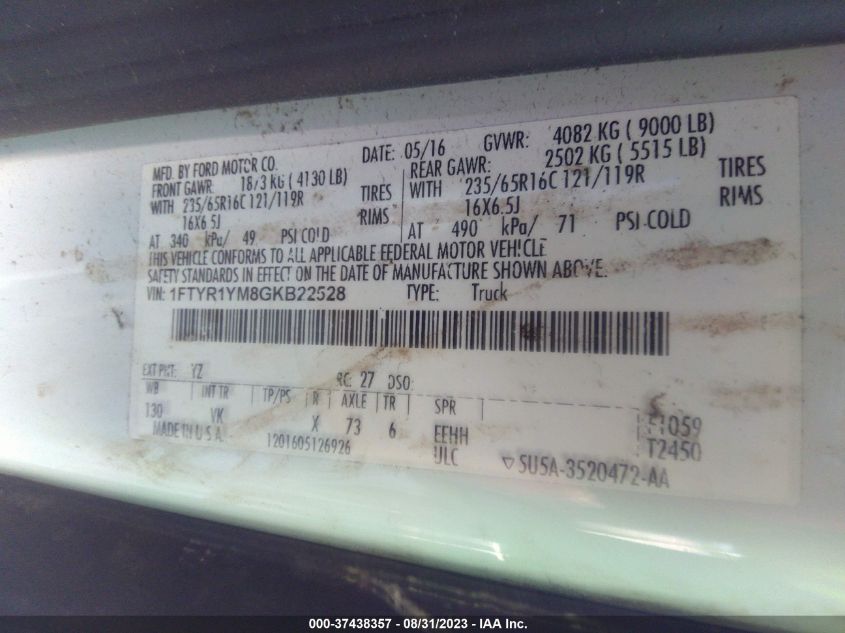 MFD. BY FORD MOTOR CO. DATE: 05/16 GVWR: 4082 KG ( 9000 LB)
FRONT GAWR: 1873 KG ( 4130 LB) REAR GAWR: 2502 KG ( 5515 LB)
WITH 235/65R16C 121/119R TIRES WITH 235/65R16C 121/119R TIRES
16X6.5J RIMS 16X6.5J RIMS
AT 340 kPa/ 49 PSI COLD AT 490 kPa/ 71 PSI COLD
THIS VEHICLE CONFORMS TO ALL APPLICABLE FEDERAL MOTOR VEHICLE
SAFETY STANDARDS IN EFFECT ON THE DATE OF MANUFACTURE SHOWN ABOVE.
VIN: 1FTYR1YM8GKB22528 TYPE: Truck
EXT PNT: YZ RC: 27 DSO:
WB INT TR TP/PS R AXLE TR SPR
130 VK X 73 6 EEHH F1059
MADE IN U.S.A. 1201605126926 ULC T2450
▽5U5A-3520472-AA
000-37438357 - 08/31/2023 - IAA Inc.